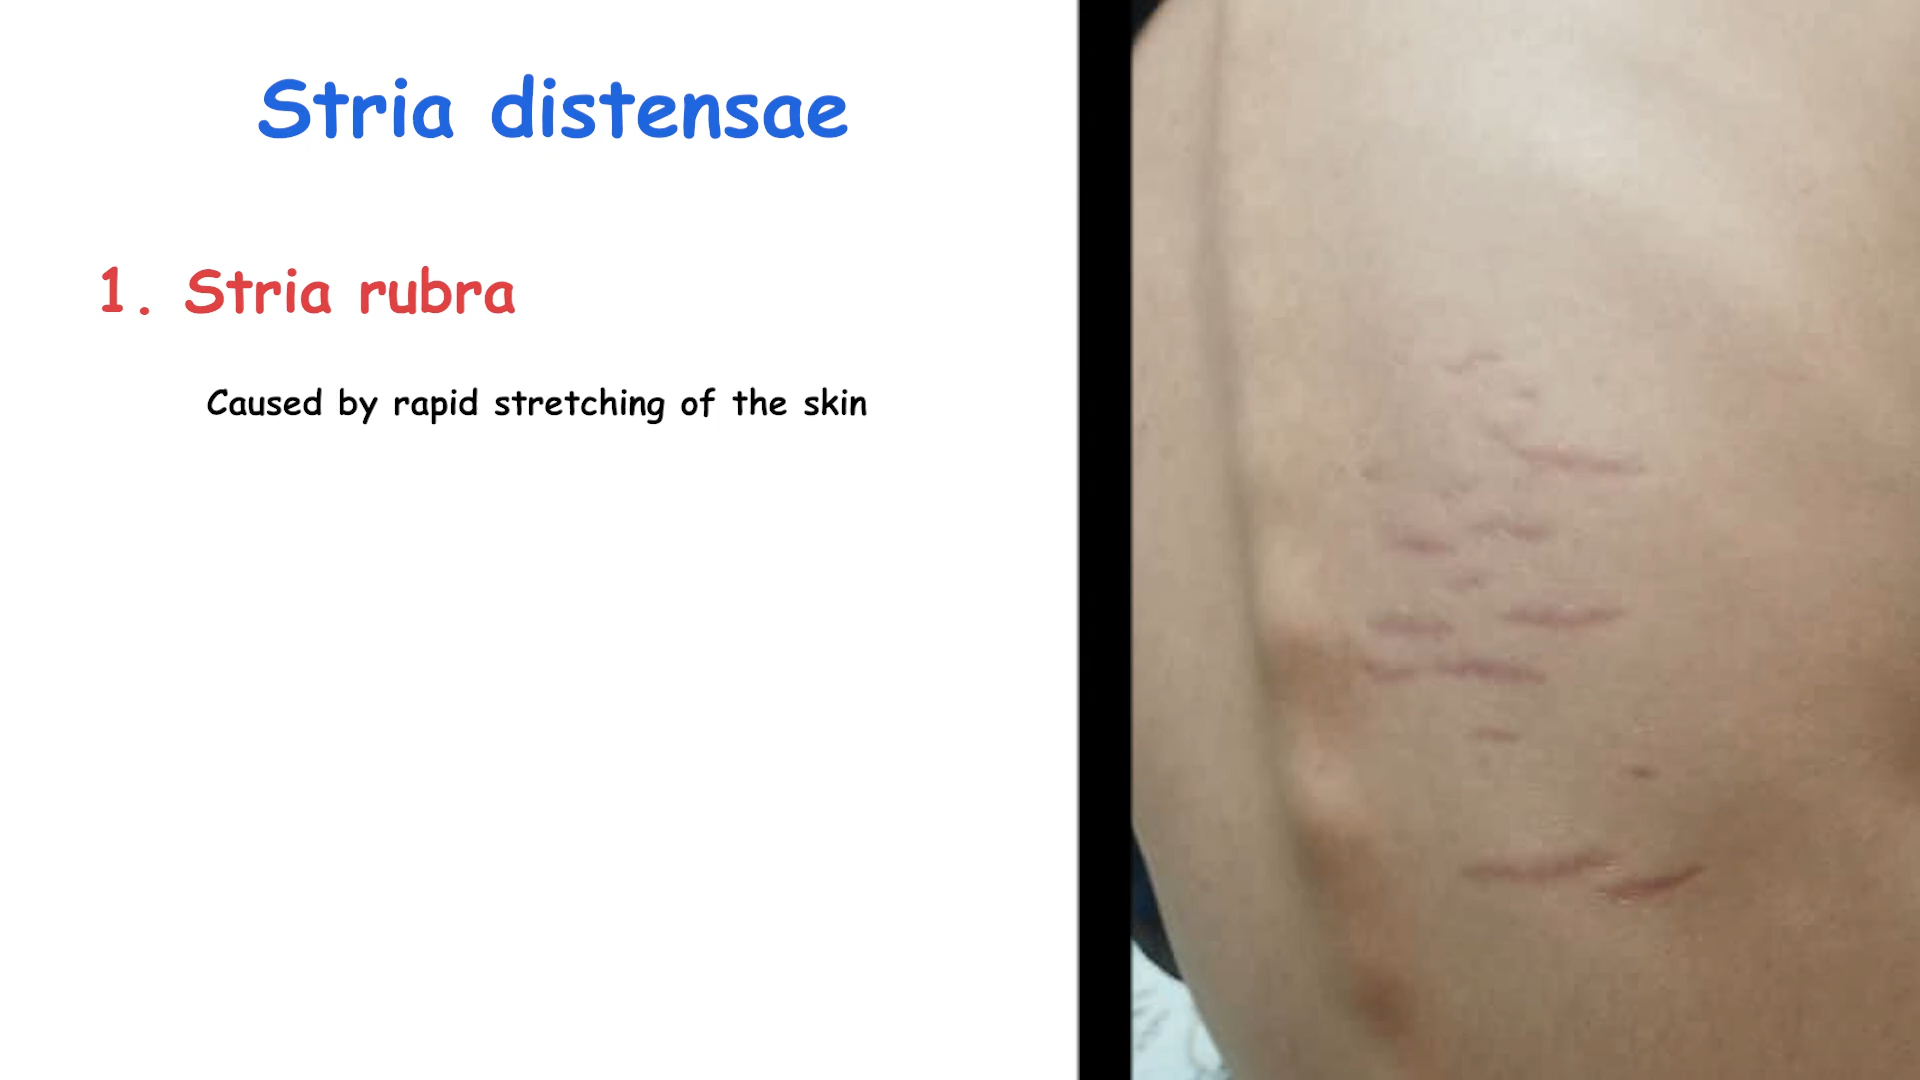 Stria distensae
1. Stria rubra
Caused by rapid stretching of the skin